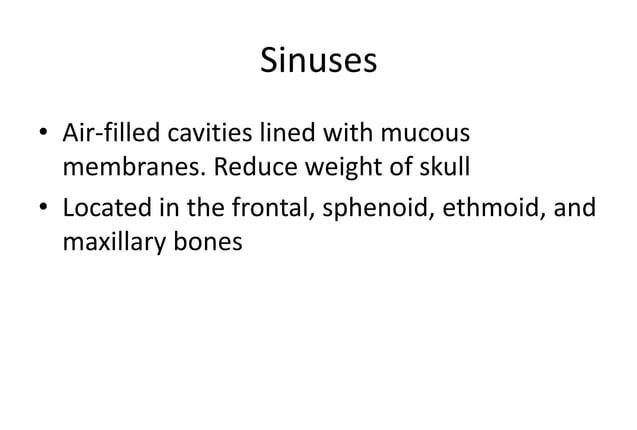 Sinuses
• Air-filled cavities lined with mucous
membranes. Reduce weight of skull
• Located in the frontal, sphenoid, ethmoid, and
maxillary bones